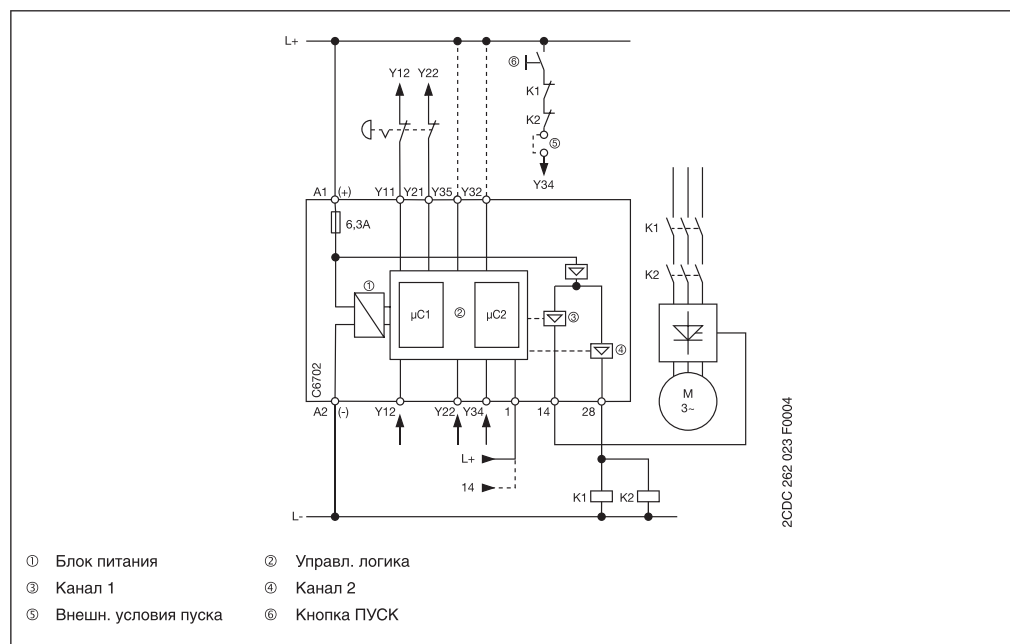 L+
⑥
Y12 Y22
K1
K2
⑤
Y34
A1 (+) Y11 Y21 Y35 Y32
6,3A
K1
K2
①
µC1 ② µC2
③
④
C6702
M
3~
A2 (-) Y12 Y22 Y34 1 14 28
L+
14
K1 K2
L-
2CDC 262 023 F0004
① Блок питания ② Управл. логика
③ Канал 1 ④ Канал 2
⑤ Внешн. условия пуска ⑥ Кнопка ПУСК